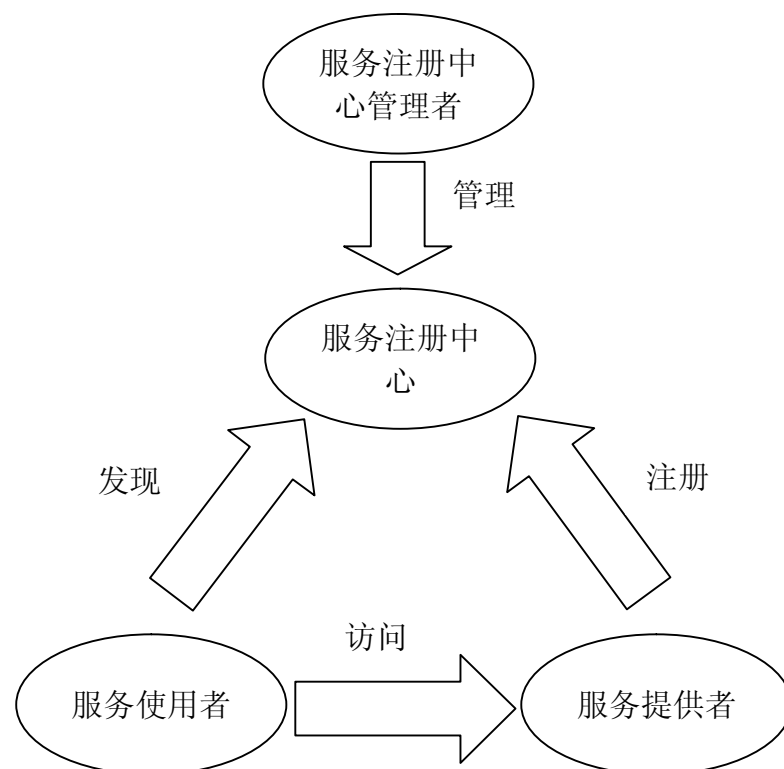 服务注册中
心管理者
管理
服务注册中
心
发现
注册
访问
服务使用者
服务提供者